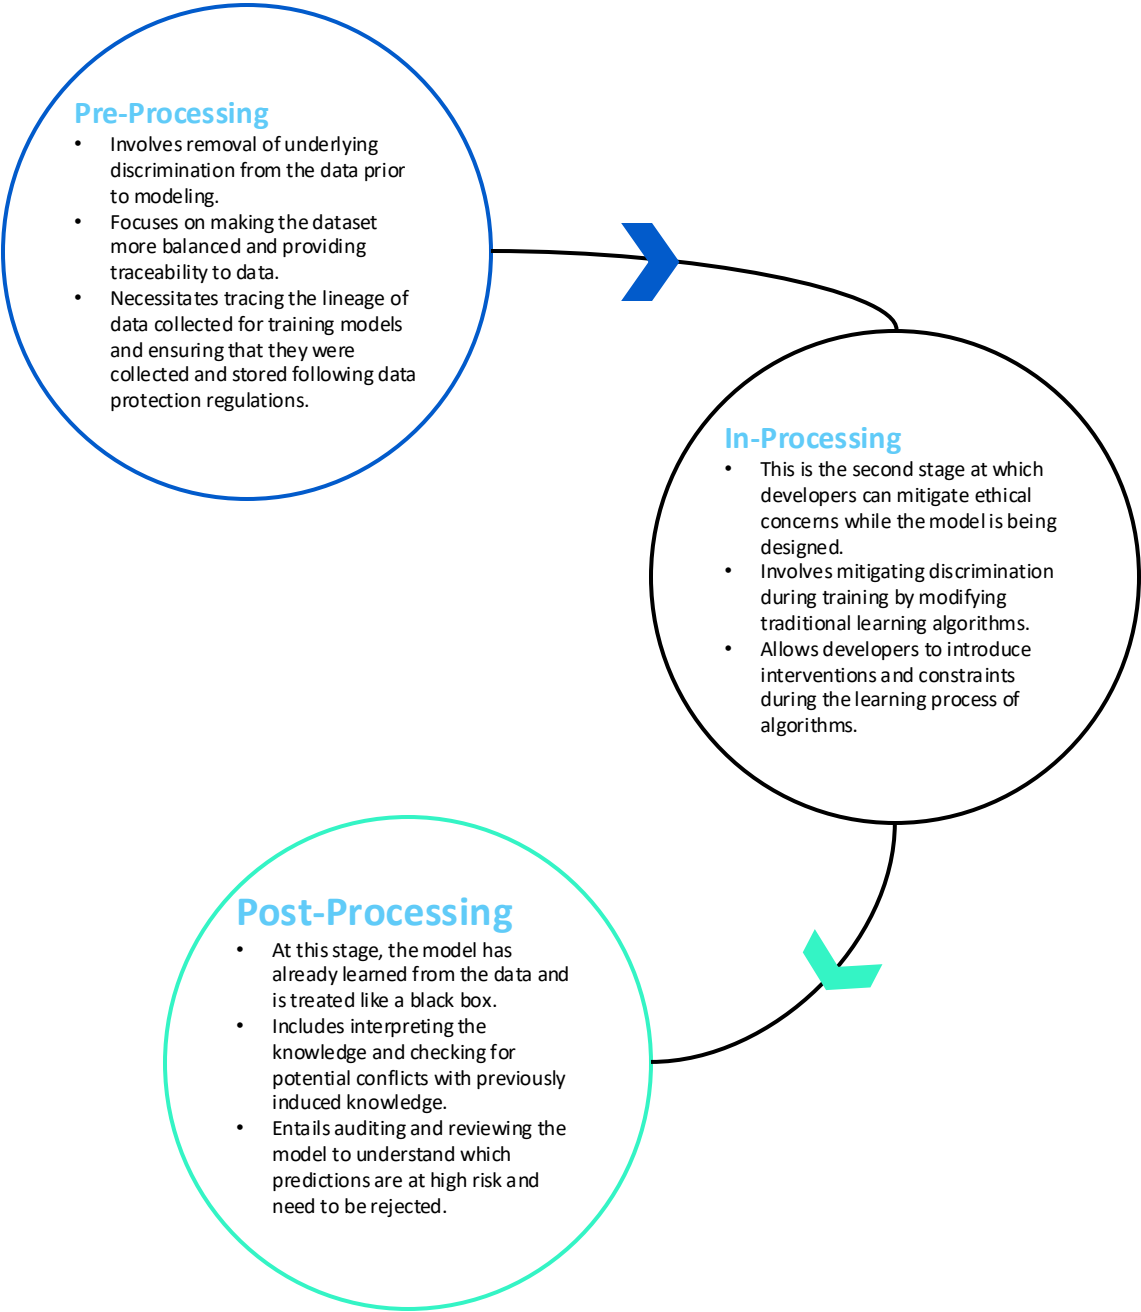 Pre-Processing
• Involves removal of underlying
discrimination from the data prior
to modeling.
• Focuses on making the dataset
more balanced and providing
traceability to data.
• Necessitates tracing the lineage of
data collected for training models
and ensuring that they were
collected and stored following data
protection regulations.
In-Processing
• This is the second stage at which
developers can mitigate ethical
concerns while the model is being
designed.
• Involves mitigating discrimination
during training by modifying
traditional learning algorithms.
• Allows developers to introduce
interventions and constraints
during the learning process of
algorithms.
Post-Processing
• At this stage, the model has
already learned from the data and
is treated like a black box.
• Includes interpreting the
knowledge and checking for
potential conflicts with previously
induced knowledge.
• Entails auditing and reviewing the
model to understand which
predictions are at high risk and
need to be rejected.